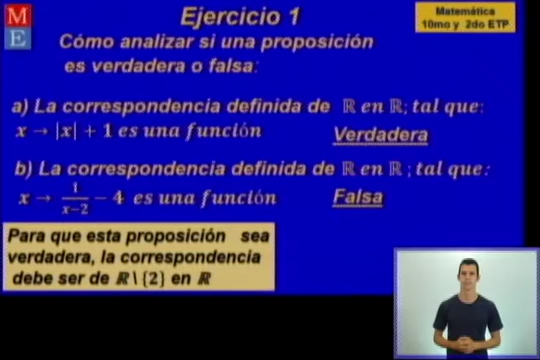 M
E
Ejercicio 1
Matemática
10mo y 2do ETP
Cómo analizar si una proposición
es verdadera o falsa:
a) La correspondencia definida de ℝ en ℝ; tal que:
x → |x| + 1 es una función Verdadera
b) La correspondencia definida de ℝ en ℝ ; tal que:
x → 1/(x−2) − 4 es una función Falsa
Para que esta proposición sea
verdadera, la correspondencia
debe ser de ℝ \ {2} en ℝ